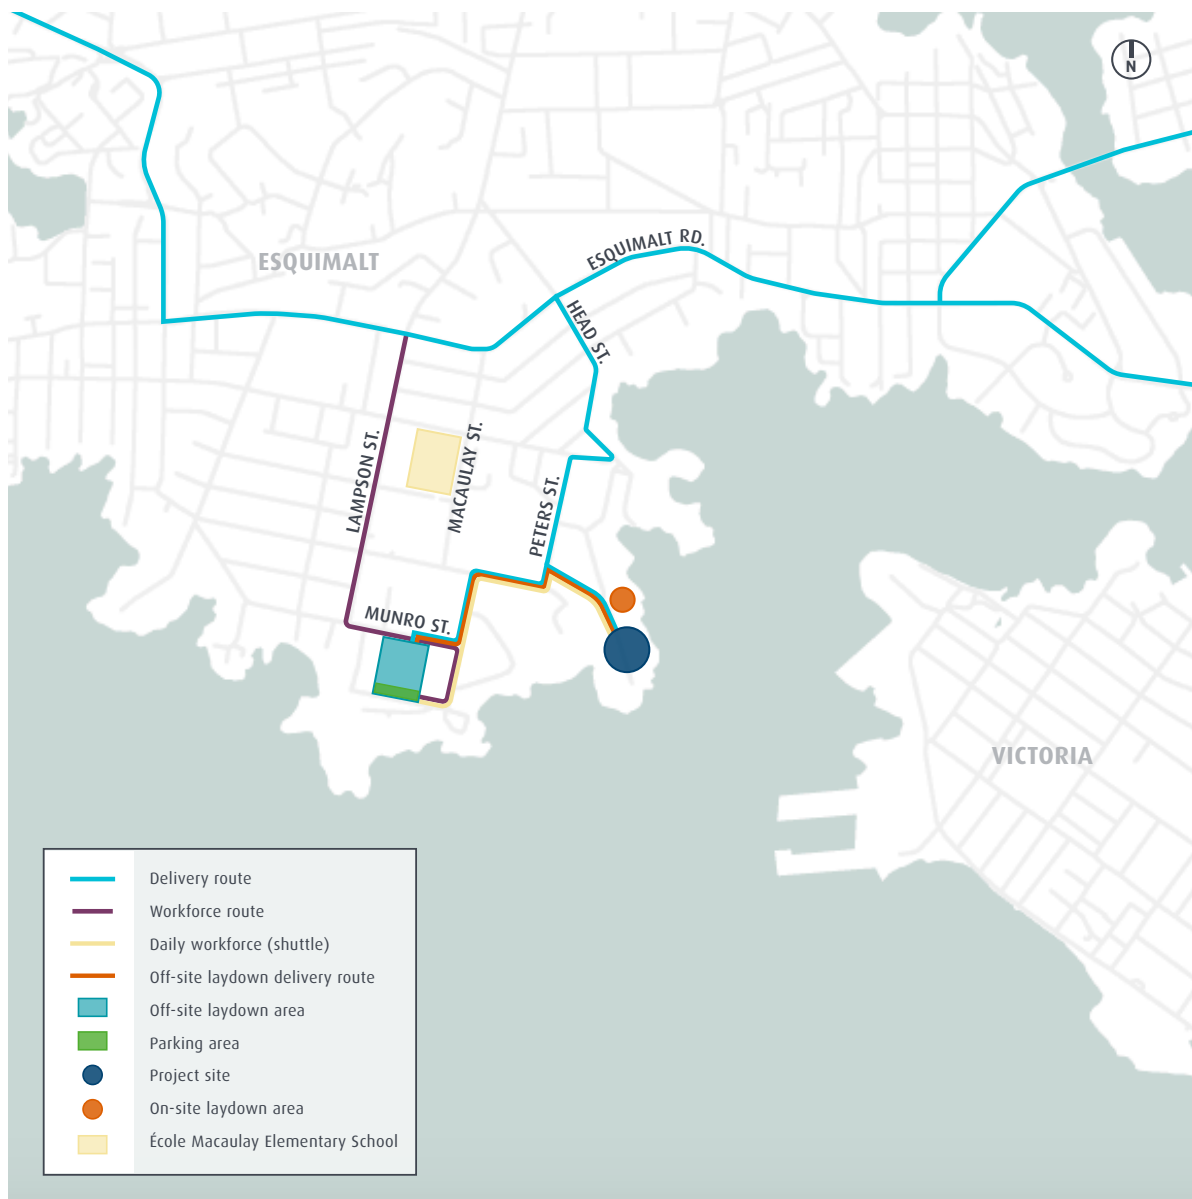 N
ESQUIMALT RD.
ESQUIMALT
HEAD ST.
LAMPSON ST.
MACAULAY ST.
PETERS ST.
MUNRO ST.
VICTORIA
Delivery route
Workforce route
Daily workforce (shuttle)
Off-site laydown delivery route
Off-site laydown area
Parking area
Project site
On-site laydown area
École Macaulay Elementary School